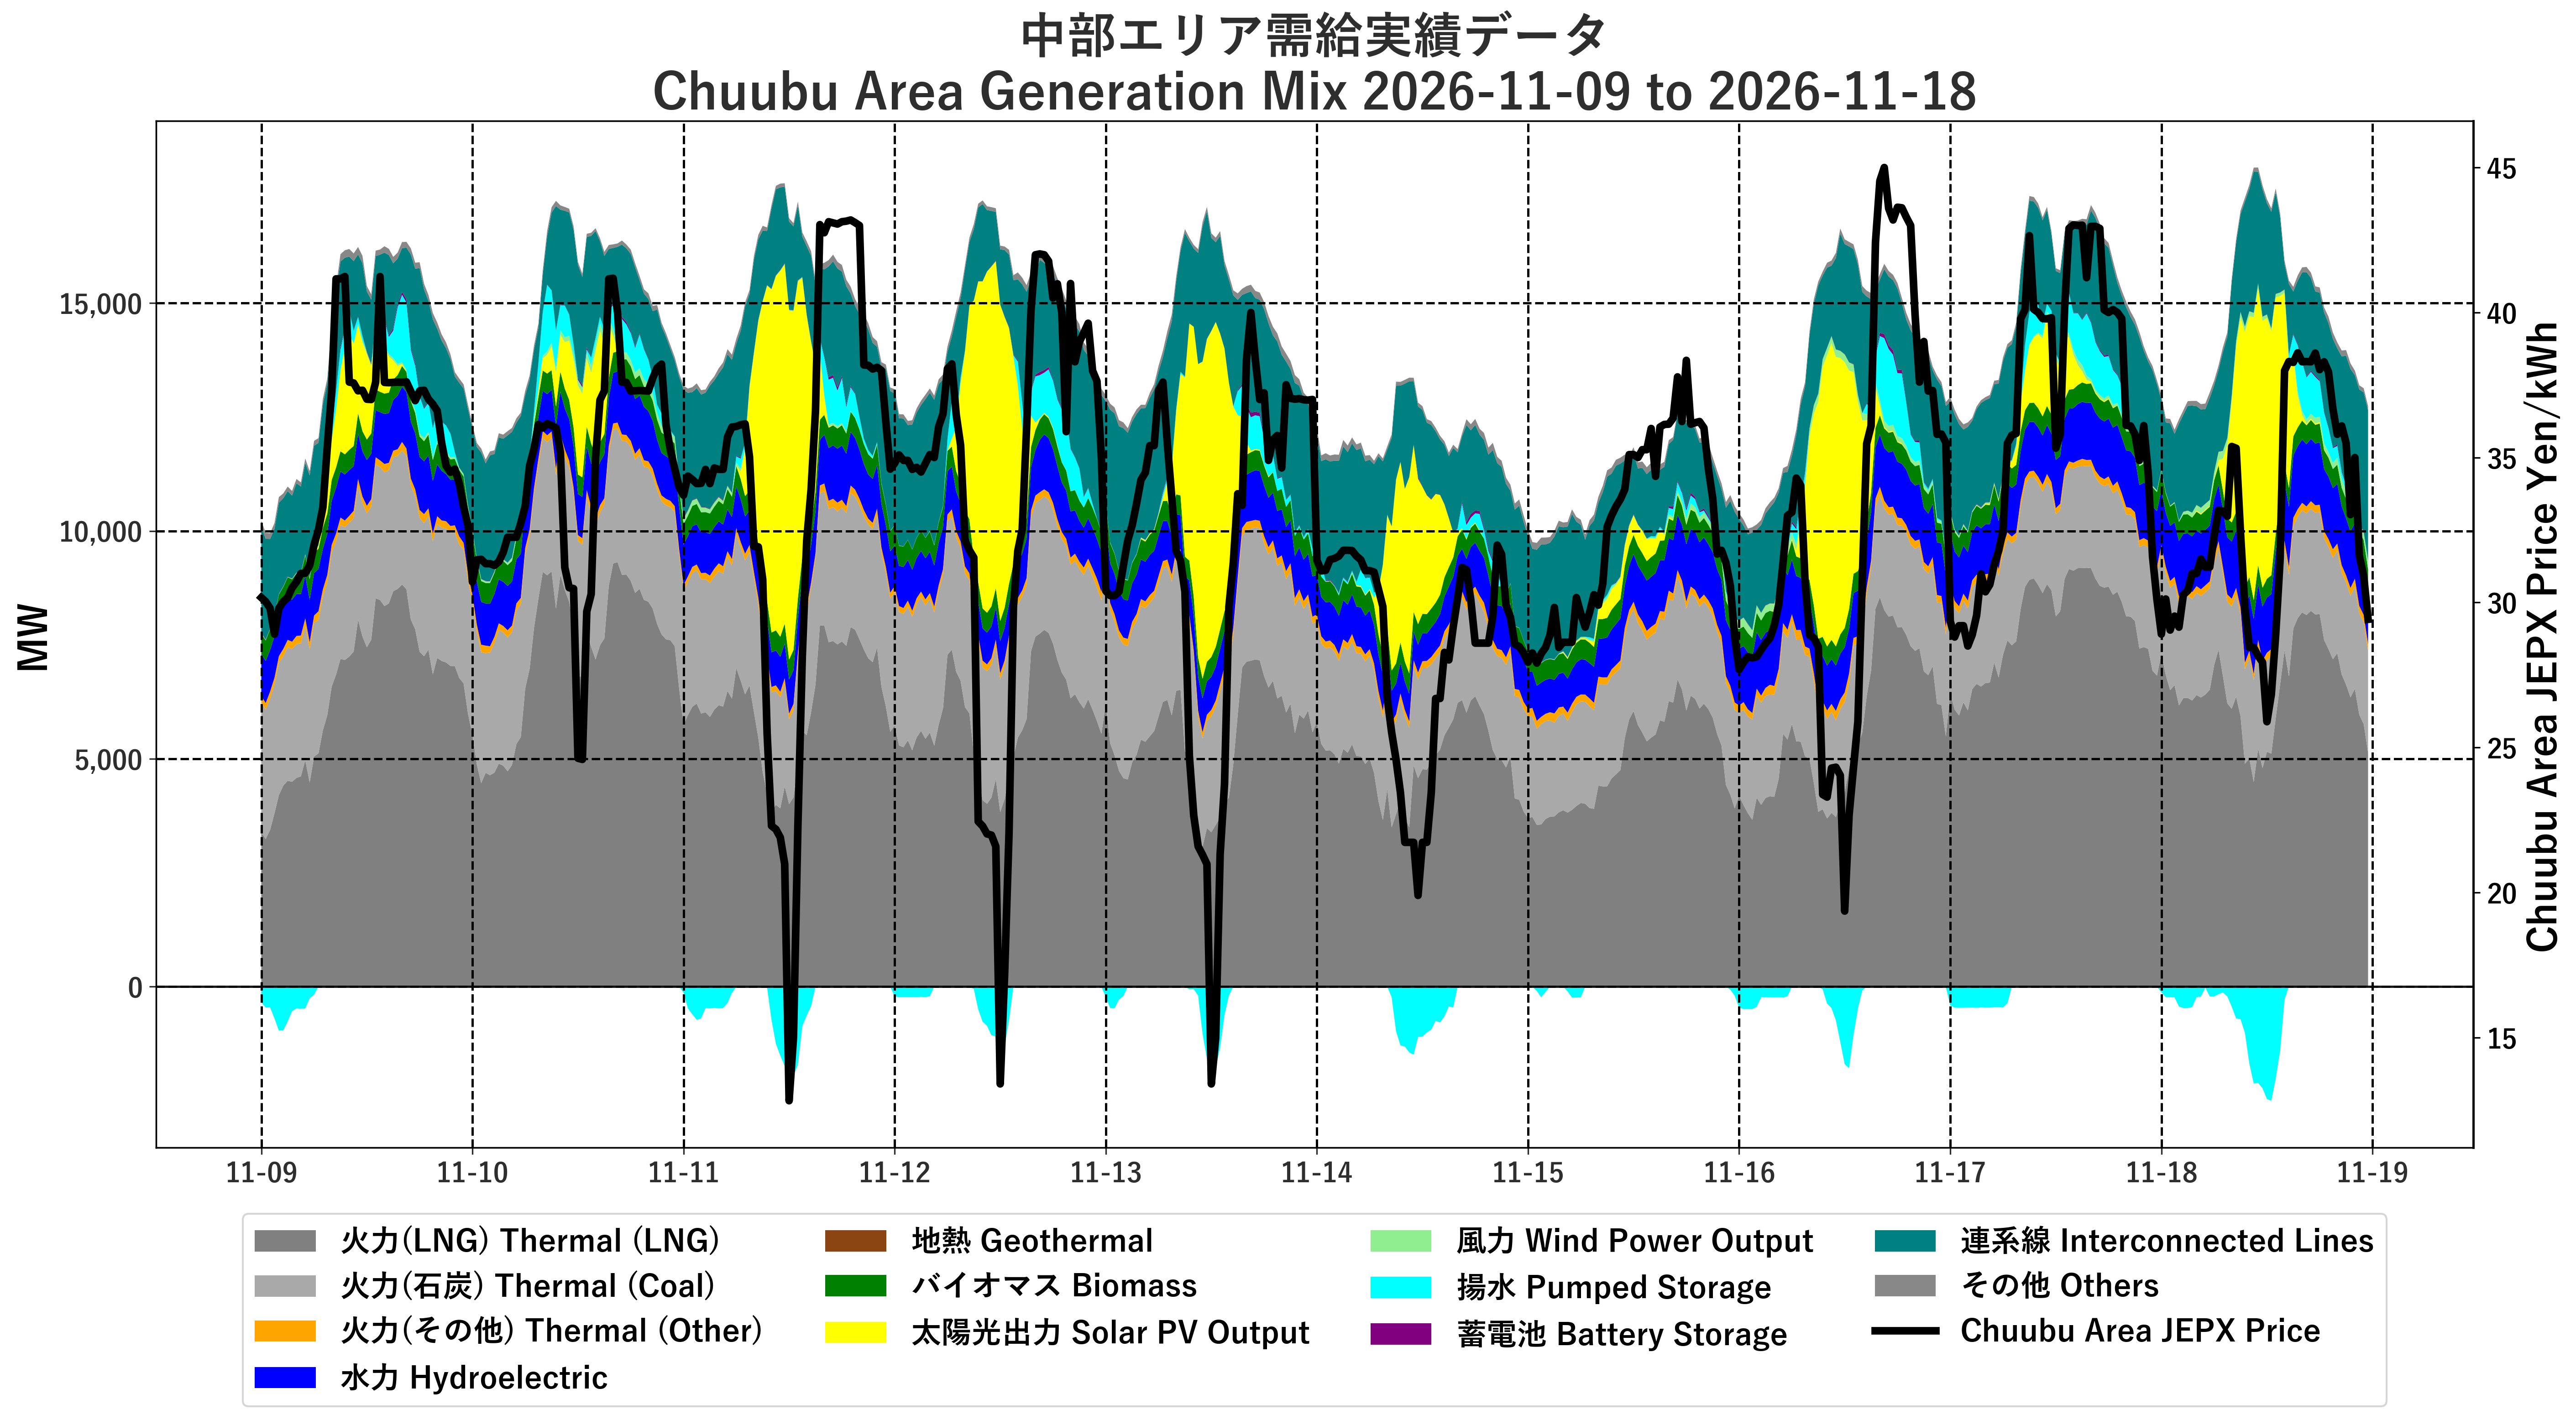 中部エリア需給実績データ
Chuubu Area Generation Mix 2026-11-09 to 2026-11-18
MW
15,000
10,000
5,000
0
45
40
35
30
25
20
15
Chuubu Area JEPX Price Yen/kWh
11-09
11-10
11-11
11-12
11-13
11-14
11-15
11-16
11-17
11-18
11-19
火力(LNG) Thermal (LNG)
火力(石炭) Thermal (Coal)
火力(その他) Thermal (Other)
水力 Hydroelectric
地熱 Geothermal
バイオマス Biomass
太陽光出力 Solar PV Output
風力 Wind Power Output
揚水 Pumped Storage
蓄電池 Battery Storage
連系線 Interconnected Lines
その他 Others
Chuubu Area JEPX Price